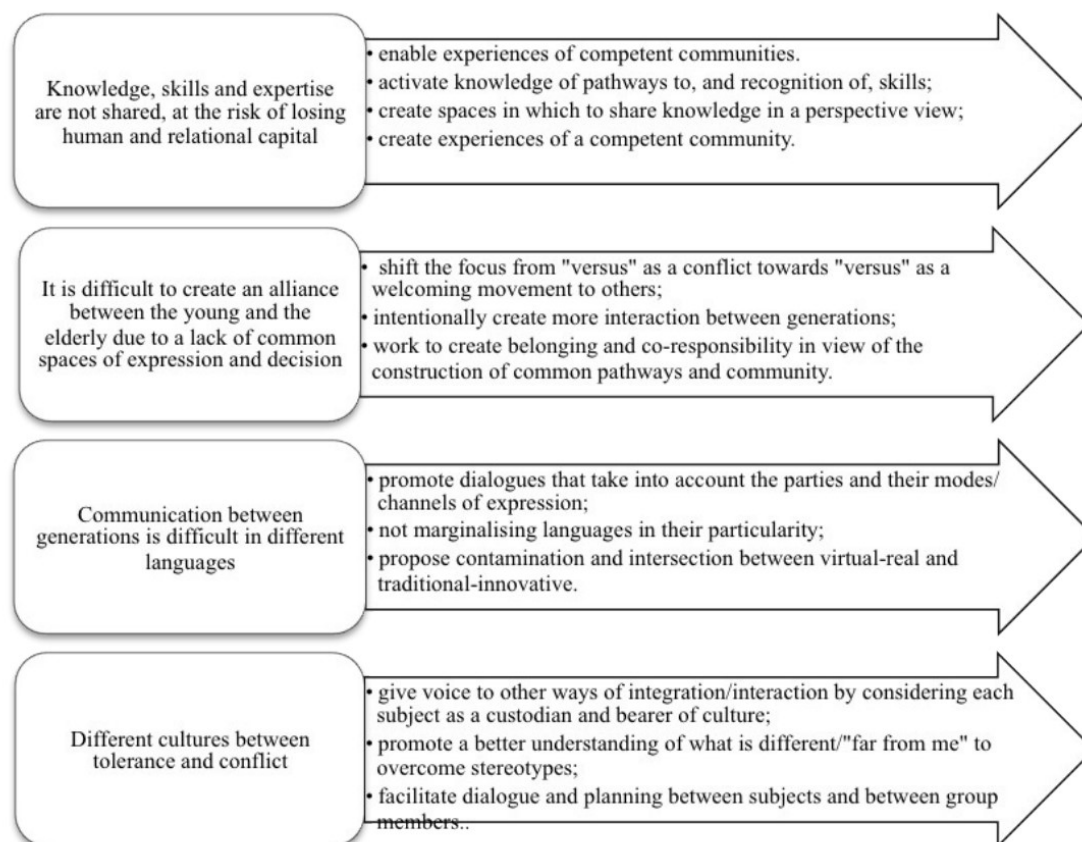 Knowledge, skills and expertise
are not shared, at the risk of losing
human and relational capital
• enable experiences of competent communities.
• activate knowledge of pathways to, and recognition of, skills;
• create spaces in which to share knowledge in a perspective view;
• create experiences of a competent community.
It is difficult to create an alliance
between the young and the
elderly due to a lack of common
spaces of expression and decision
• shift the focus from "versus" as a conflict towards "versus" as a
welcoming movement to others;
• intentionally create more interaction between generations;
• work to create belonging and co-responsibility in view of the
construction of common pathways and community.
Communication between
generations is difficult in different
languages
• promote dialogues that take into account the parties and their modes/
channels of expression;
• not marginalising languages in their particularity;
• propose contamination and intersection between virtual-real and
traditional-innovative.
Different cultures between
tolerance and conflict
• give voice to other ways of integration/interaction by considering each
subject as a custodian and bearer of culture;
• promote a better understanding of what is different/"far from me" to
overcome stereotypes;
• facilitate dialogue and planning between subjects and between group
members..